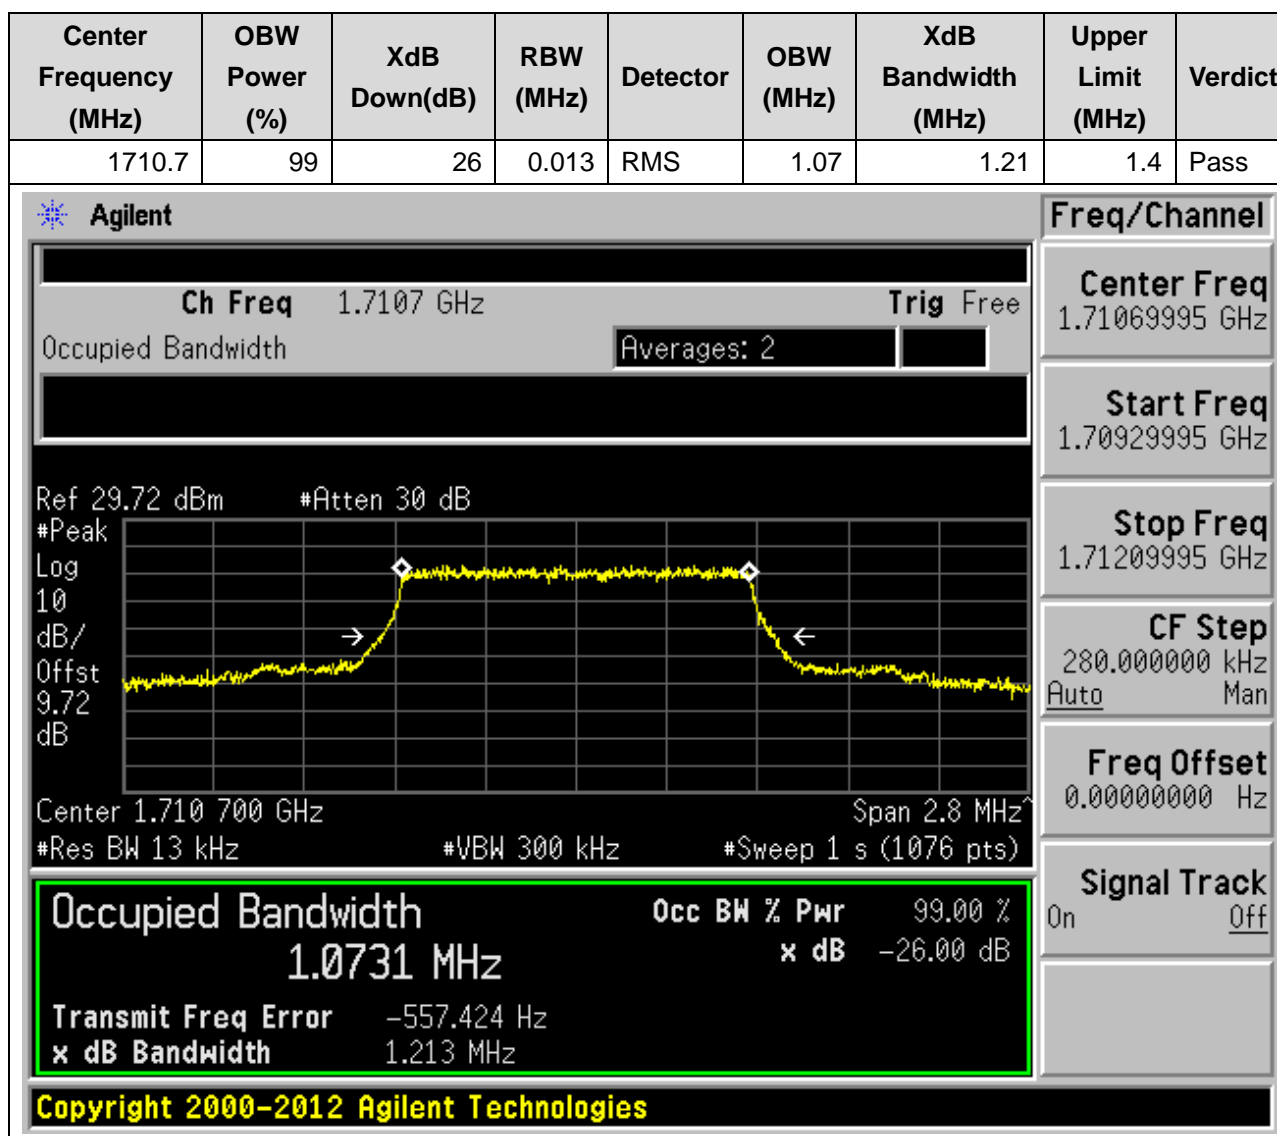 Center Frequency (MHz) | OBW Power (%) | XdB Down(dB) | RBW (MHz) | Detector | OBW (MHz) | XdB Bandwidth (MHz) | Upper Limit (MHz) | Verdict
1710.7 | 99 | 26 | 0.013 | RMS | 1.07 | 1.21 | 1.4 | Pass
Agilent
Ch Freq 1.7107 GHz Trig Free
Occupied Bandwidth Averages: 2
Ref 29.72 dBm #Atten 30 dB
#Peak
Log
10
dB/
Offst
9.72
dB
Center 1.710 700 GHz Span 2.8 MHz^
#Res BW 13 kHz #VBW 300 kHz #Sweep 1 s (1076 pts)
Occupied Bandwidth Occ BW % Pwr 99.00 %
1.0731 MHz x dB -26.00 dB
Transmit Freq Error -557.424 Hz
x dB Bandwidth 1.213 MHz
Copyright 2000-2012 Agilent Technologies
Freq/Channel
Center Freq
1.71069995 GHz
Start Freq
1.70929995 GHz
Stop Freq
1.71209995 GHz
CF Step
280.000000 kHz
Auto Man
Freq Offset
0.00000000 Hz
Signal Track
On Off